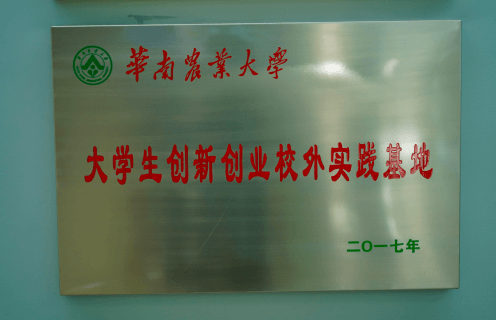 華南農業大學
大学生创新创业校外实践基地
二〇一七年